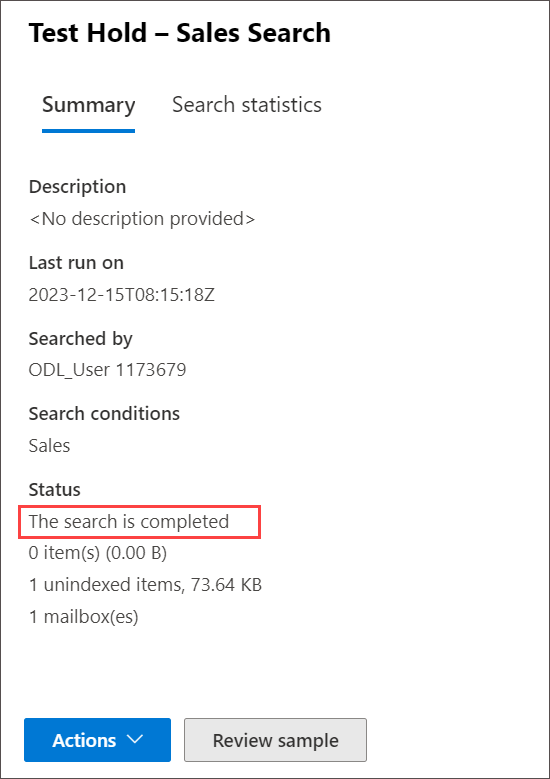 Test Hold – Sales Search
Summary Search statistics
Description
<No description provided>
Last run on
2023-12-15T08:15:18Z
Searched by
ODL_User 1173679
Search conditions
Sales
Status
The search is completed
0 item(s) (0.00 B)
1 unindexed items, 73.64 KB
1 mailbox(es)
Actions Review sample